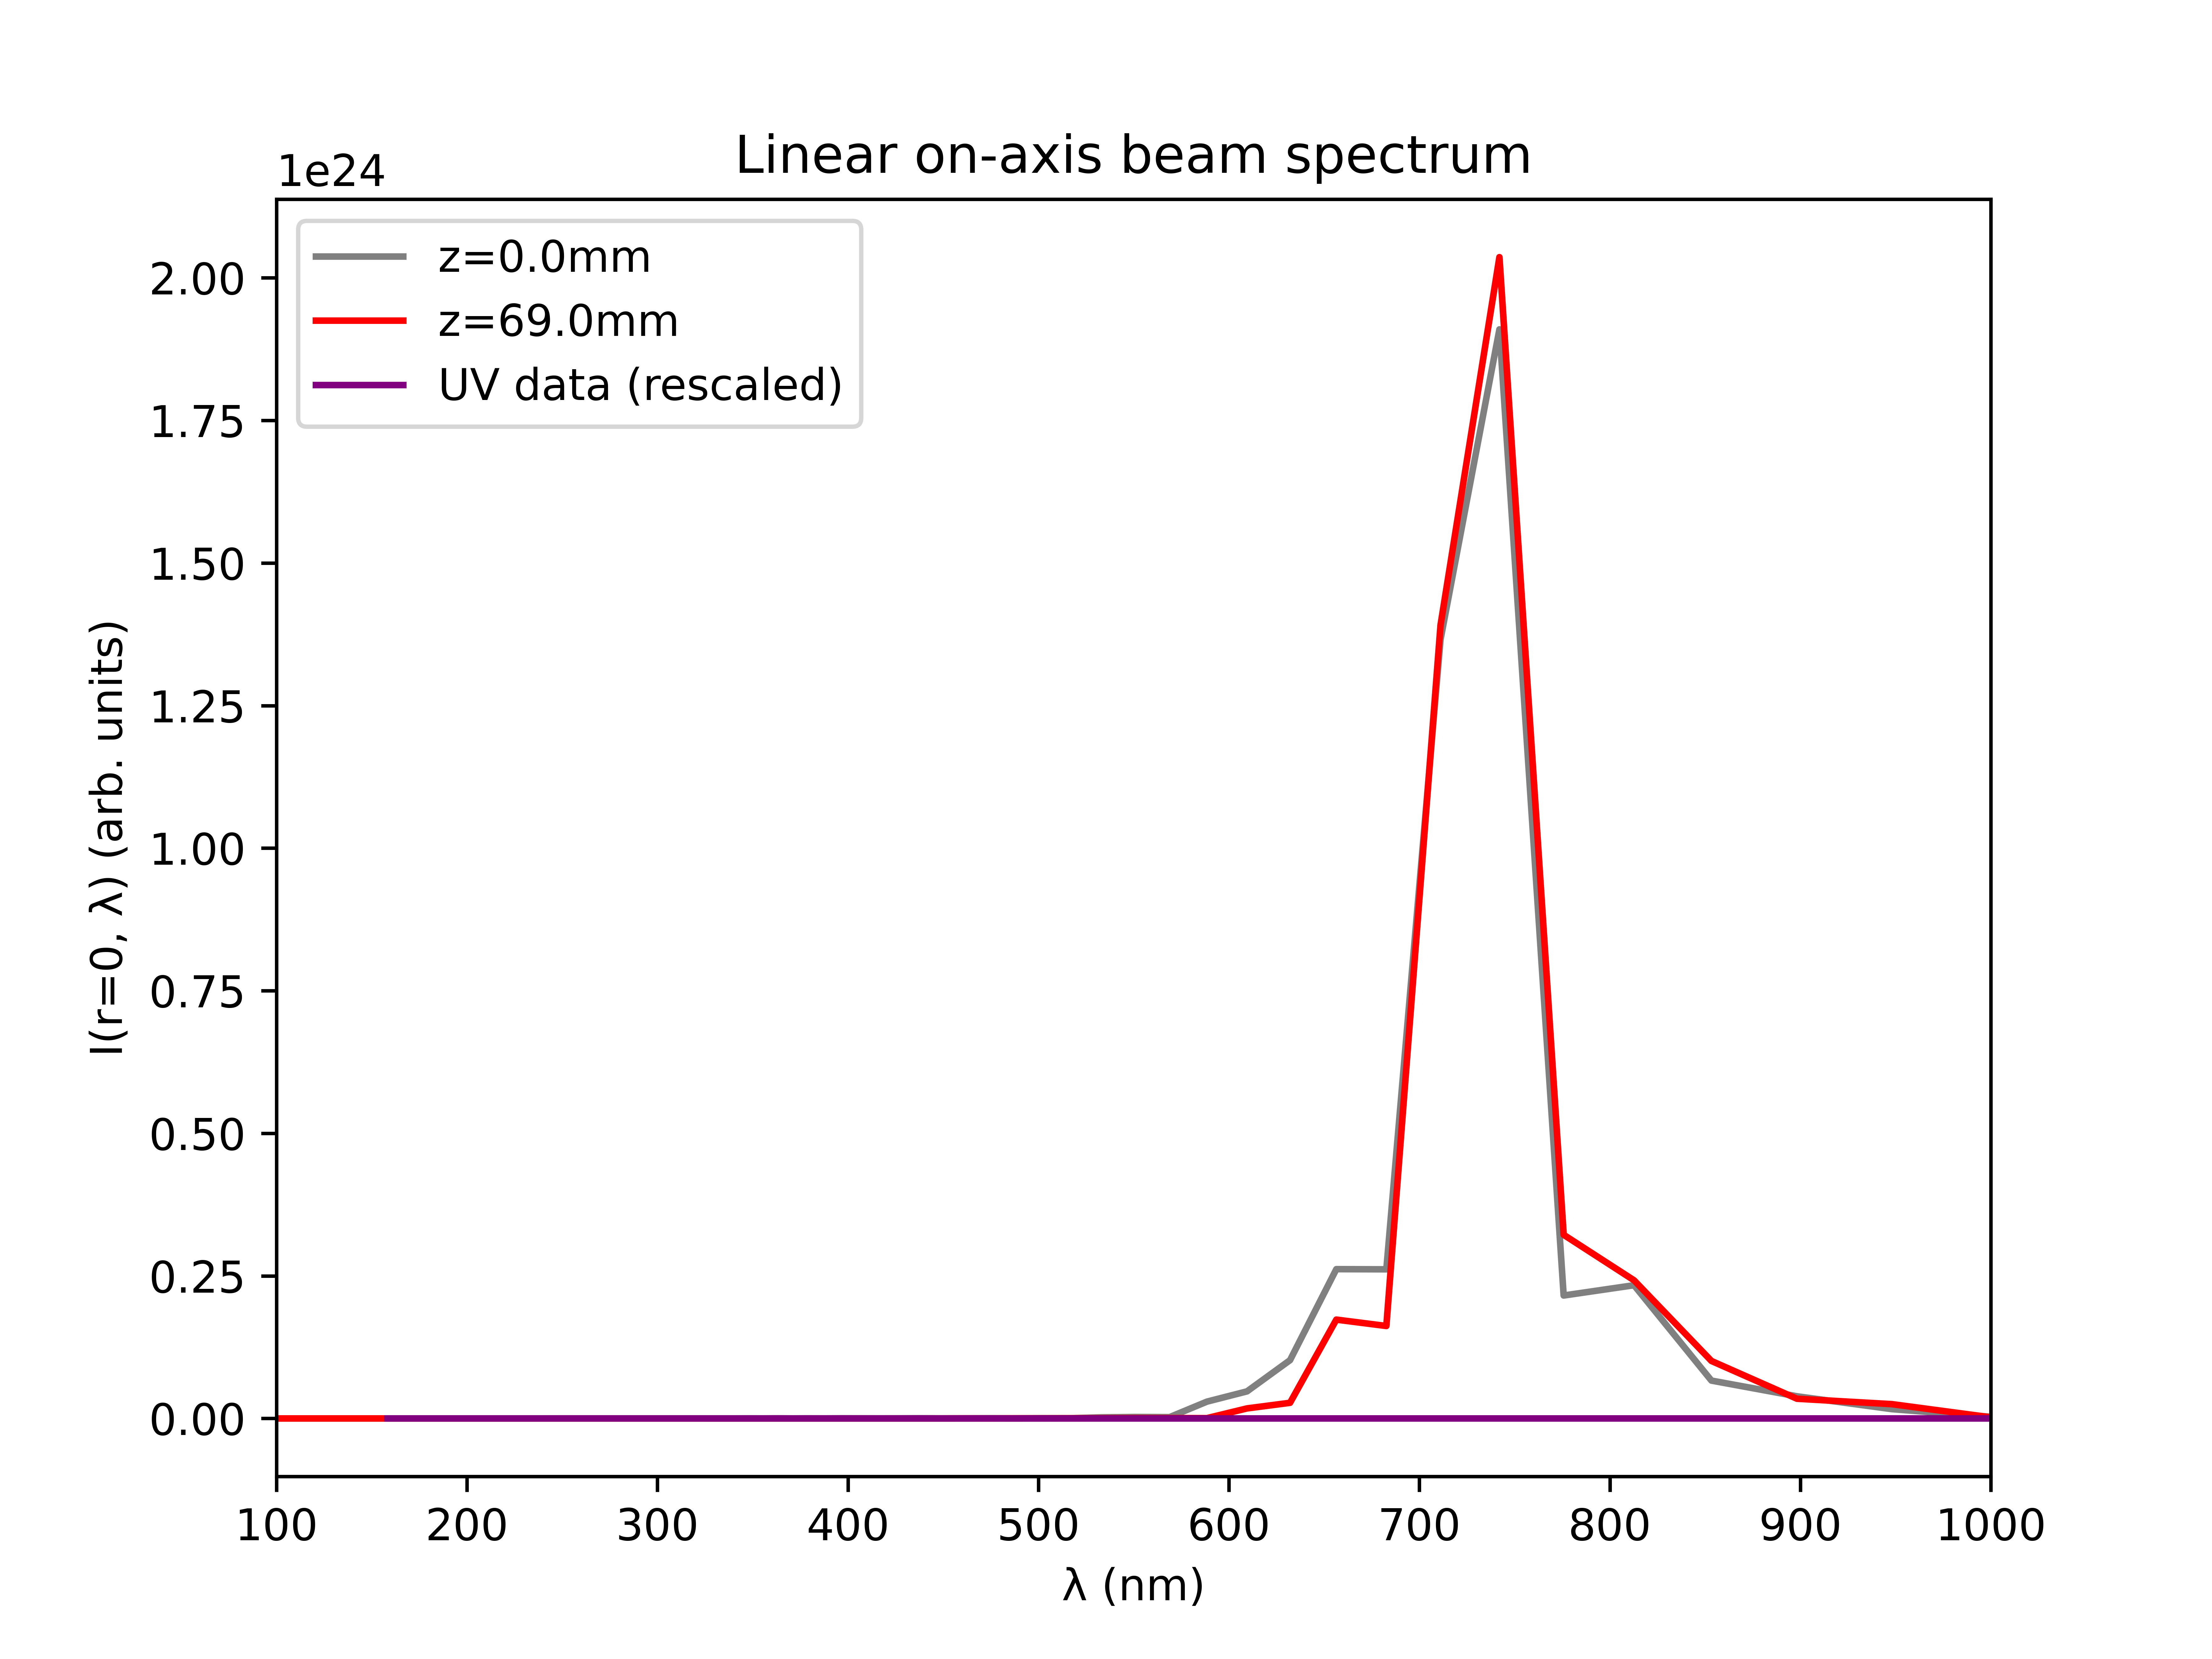 Linear on-axis beam spectrum
1e24
z=0.0mm
z=69.0mm
UV data (rescaled)
2.00
1.75
1.50
1.25
1.00
0.75
0.50
0.25
0.00
I(r=0, λ) (arb. units)
100 200 300 400 500 600 700 800 900 1000
λ (nm)